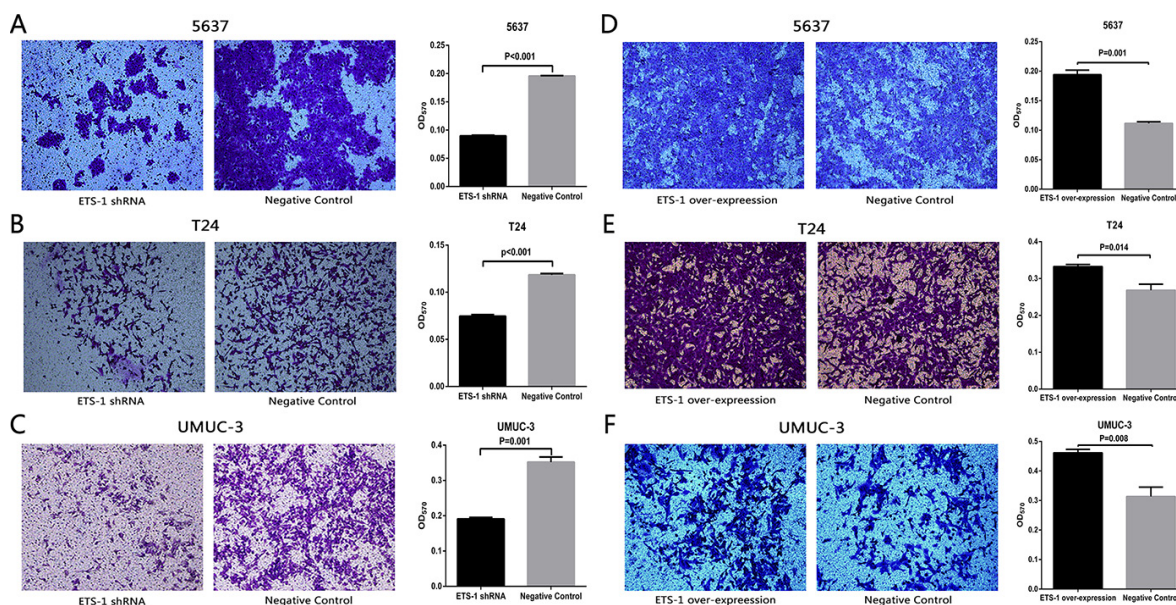 A
5637
ETS-1 shRNA
Negative Control
5637
P<0.001
OD570
0.25
0.20
0.15
0.10
0.05
0.00
ETS-1 shRNA
Negative Control
D
5637
ETS-1 over-expreession
Negative Control
5637
P=0.001
OD570
0.25
0.20
0.15
0.10
0.05
0.00
ETS-1 over-expression
Negative Control
B
T24
ETS-1 shRNA
Negative Control
T24
p<0.001
OD570
0.15
0.10
0.05
0.00
ETS-1 shRNA
Negative Control
E
T24
ETS-1 over-expression
Negative Control
T24
P=0.014
OD570
0.4
0.3
0.2
0.1
0.0
ETS-1 over-expression
Negative Control
C
UMUC-3
ETS-1 shRNA
Negative Control
UMUC-3
P=0.001
OD570
0.4
0.3
0.2
0.1
0.0
ETS-1 shRNA
Negative Control
F
UMUC-3
ETS-1 over-expression
Negative Control
UMUC-3
P=0.008
OD570
0.5
0.4
0.3
0.2
0.1
0.0
ETS-1 over-expression
Negative Control